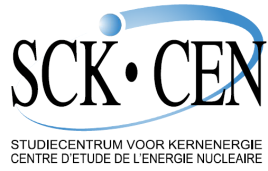 SCK•CEN
STUDIECENTRUM VOOR KERNENERGIE
CENTRE D'ETUDE DE L'ENERGIE NUCLEAIRE